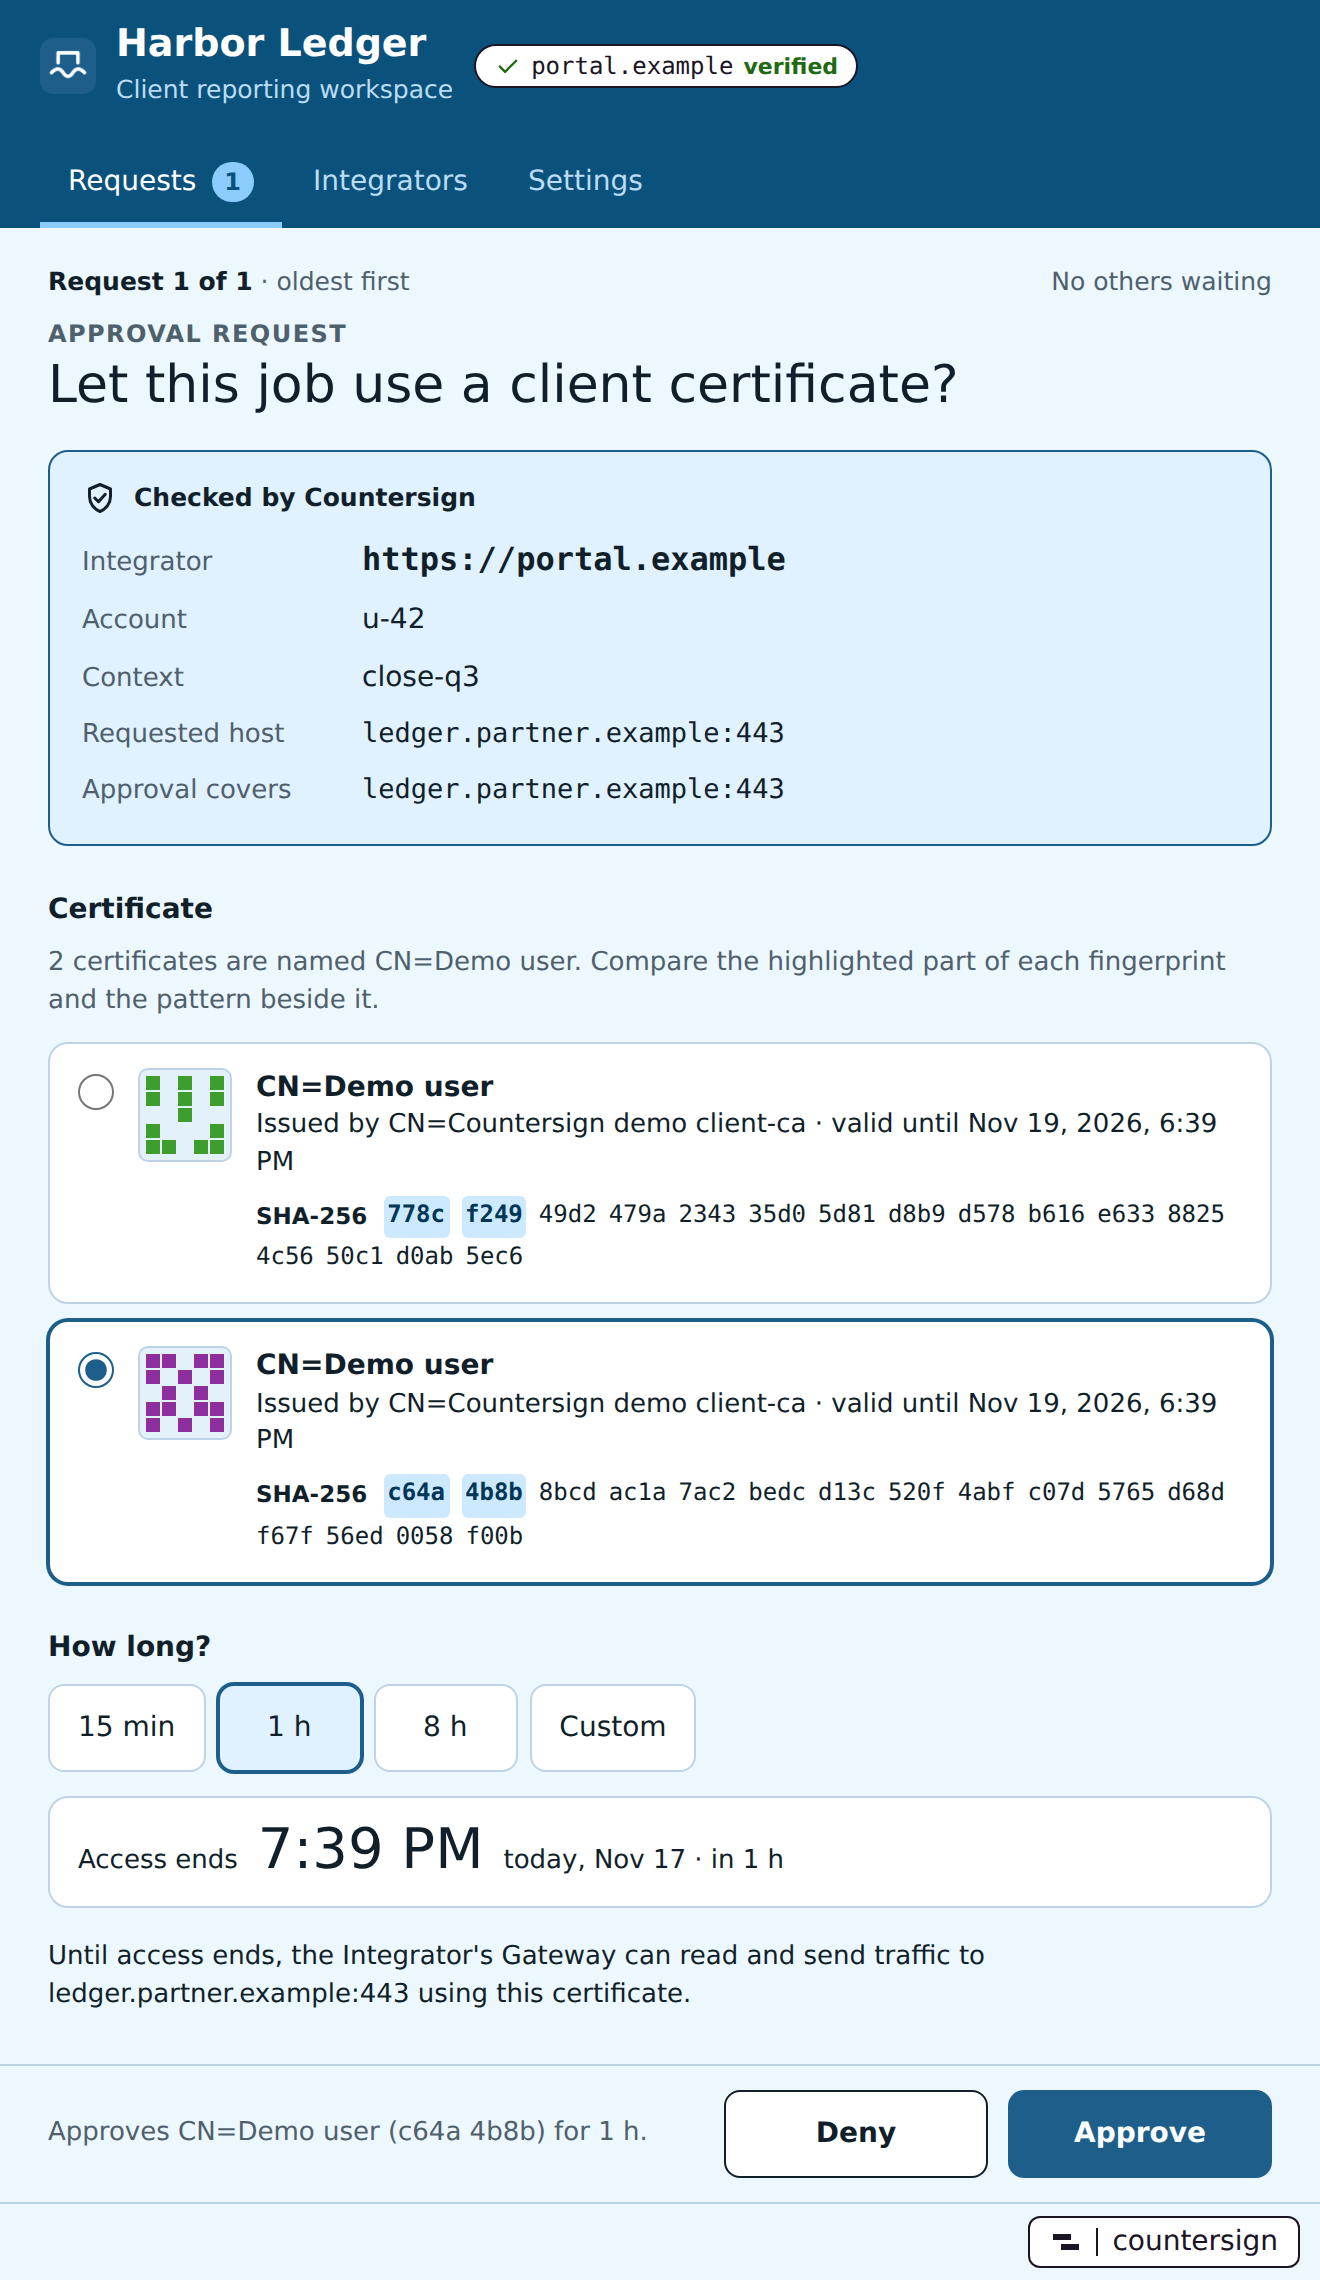 Harbor Ledger
Client reporting workspace
portal.example verified
Requests 1 Integrators Settings
Request 1 of 1 · oldest first No others waiting
APPROVAL REQUEST
Let this job use a client certificate?
Checked by Countersign
Integrator https://portal.example
Account u-42
Context close-q3
Requested host ledger.partner.example:443
Approval covers ledger.partner.example:443
Certificate
2 certificates are named CN=Demo user. Compare the highlighted part of each fingerprint
and the pattern beside it.
CN=Demo user
Issued by CN=Countersign demo client-ca · valid until Nov 19, 2026, 6:39
PM
SHA-256 778c f249 49d2 479a 2343 35d0 5d81 d8b9 d578 b616 e633 8825
4c56 50c1 d0ab 5ec6
CN=Demo user
Issued by CN=Countersign demo client-ca · valid until Nov 19, 2026, 6:39
PM
SHA-256 c64a 4b8b 8bcd ac1a 7ac2 bedc d13c 520f 4abf c07d 5765 d68d
f67f 56ed 0058 f00b
How long?
15 min 1 h 8 h Custom
Access ends 7:39 PM today, Nov 17 · in 1 h
Until access ends, the Integrator's Gateway can read and send traffic to
ledger.partner.example:443 using this certificate.
Approves CN=Demo user (c64a 4b8b) for 1 h. Deny Approve
countersign